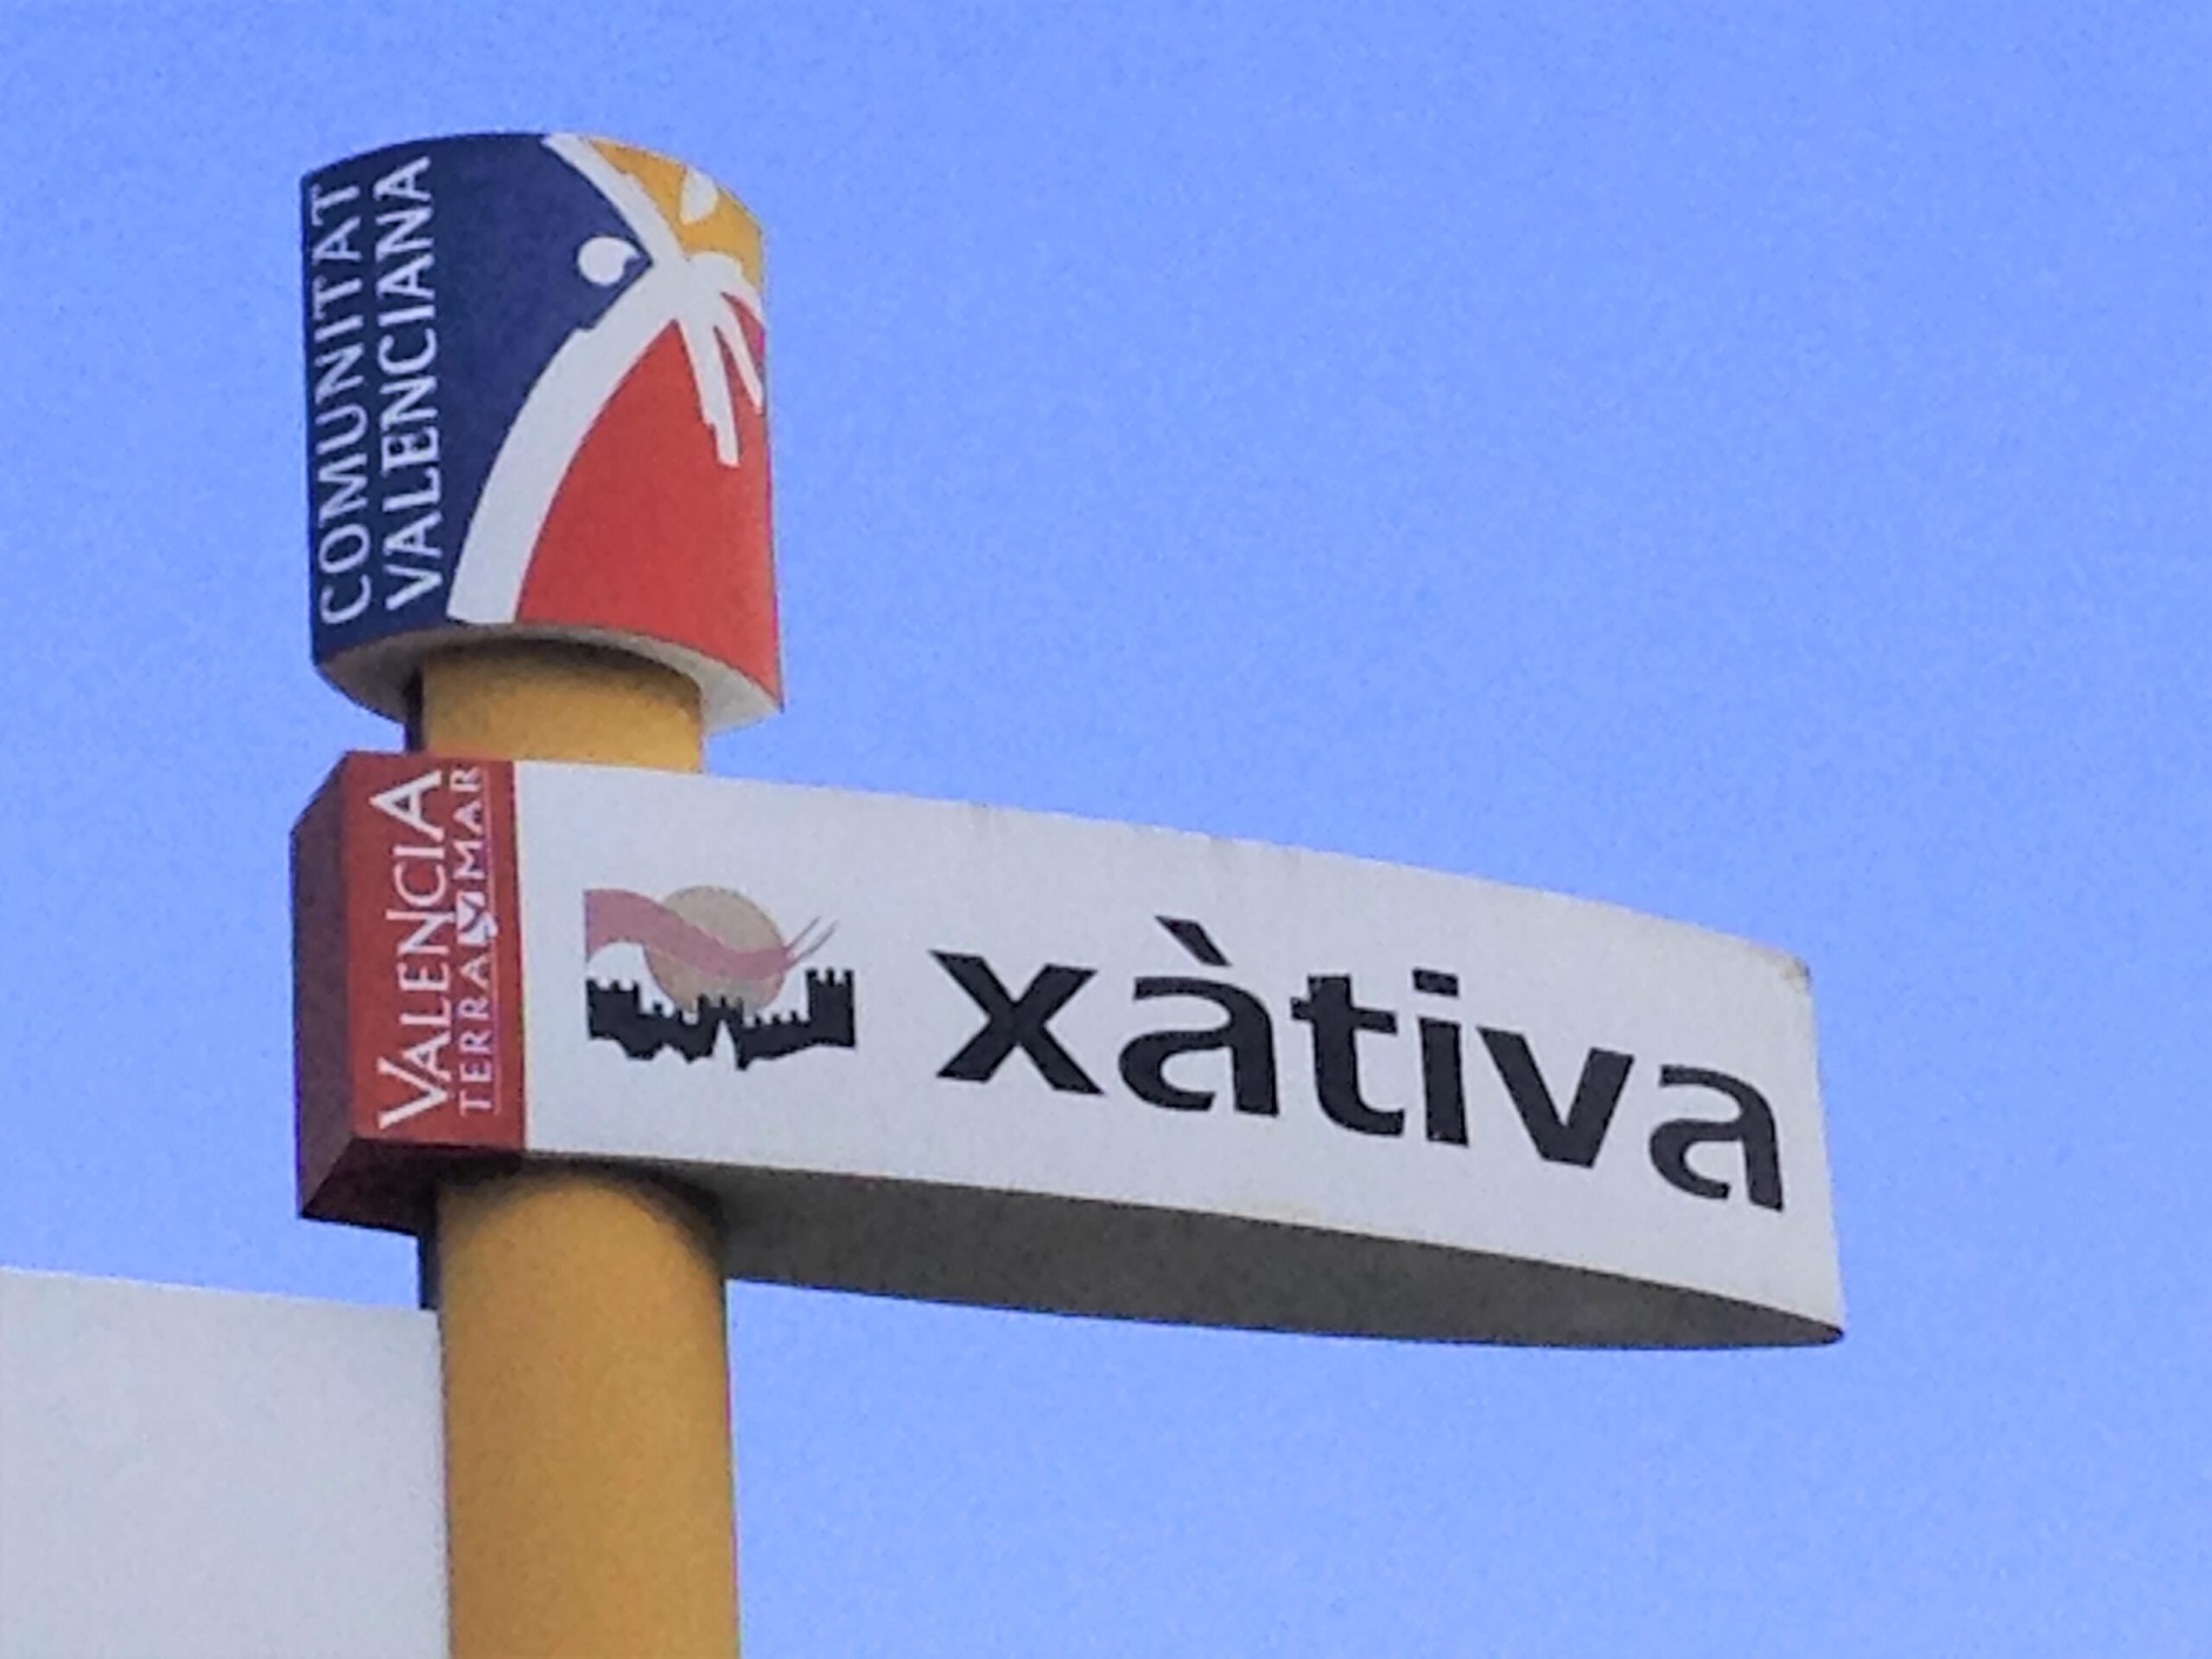 COMUNITAT
VALENCIANA
VALENCIA
TERRA MAR
xàtiva